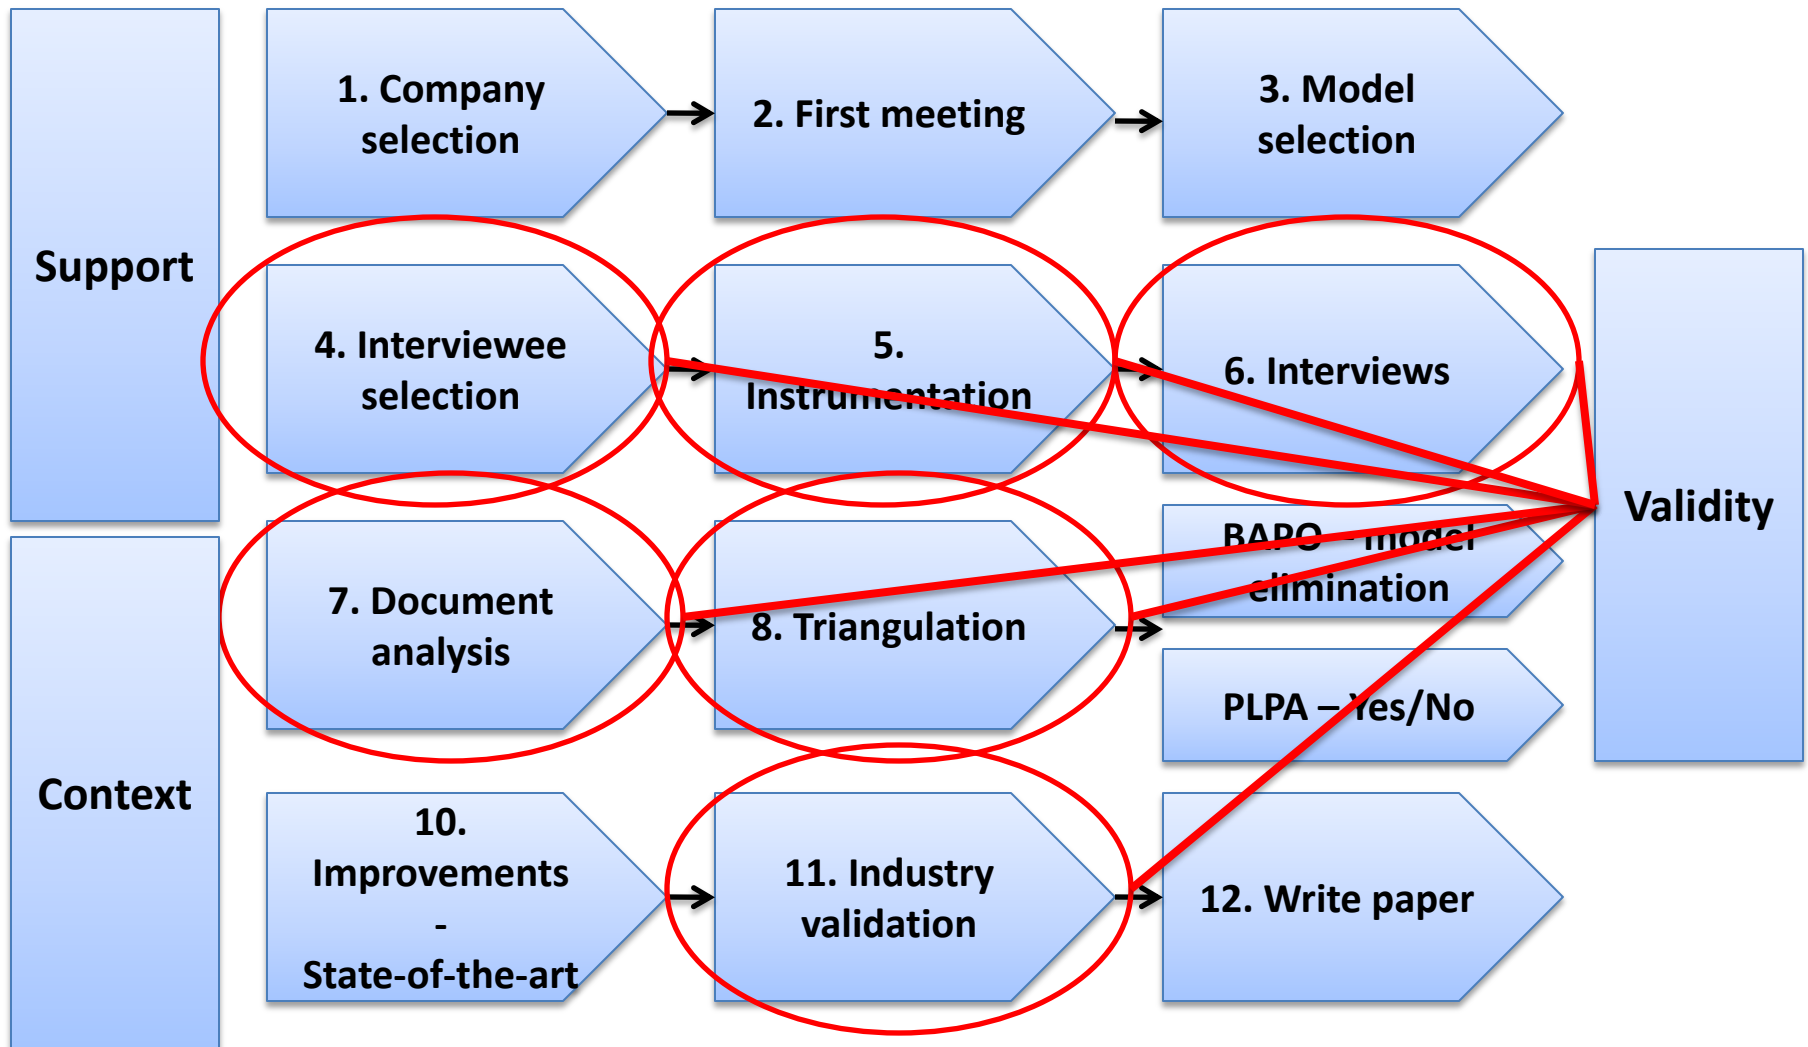 Support
1. Company
selection
2. First meeting
3. Model
selection
4. Interviewee
selection
5.
Instrumentation
6. Interviews
Validity
Context
7. Document
analysis
8. Triangulation
BAPO – model
elimination
PLPA – Yes/No
10.
Improvements
-
State-of-the-art
11. Industry
validation
12. Write paper